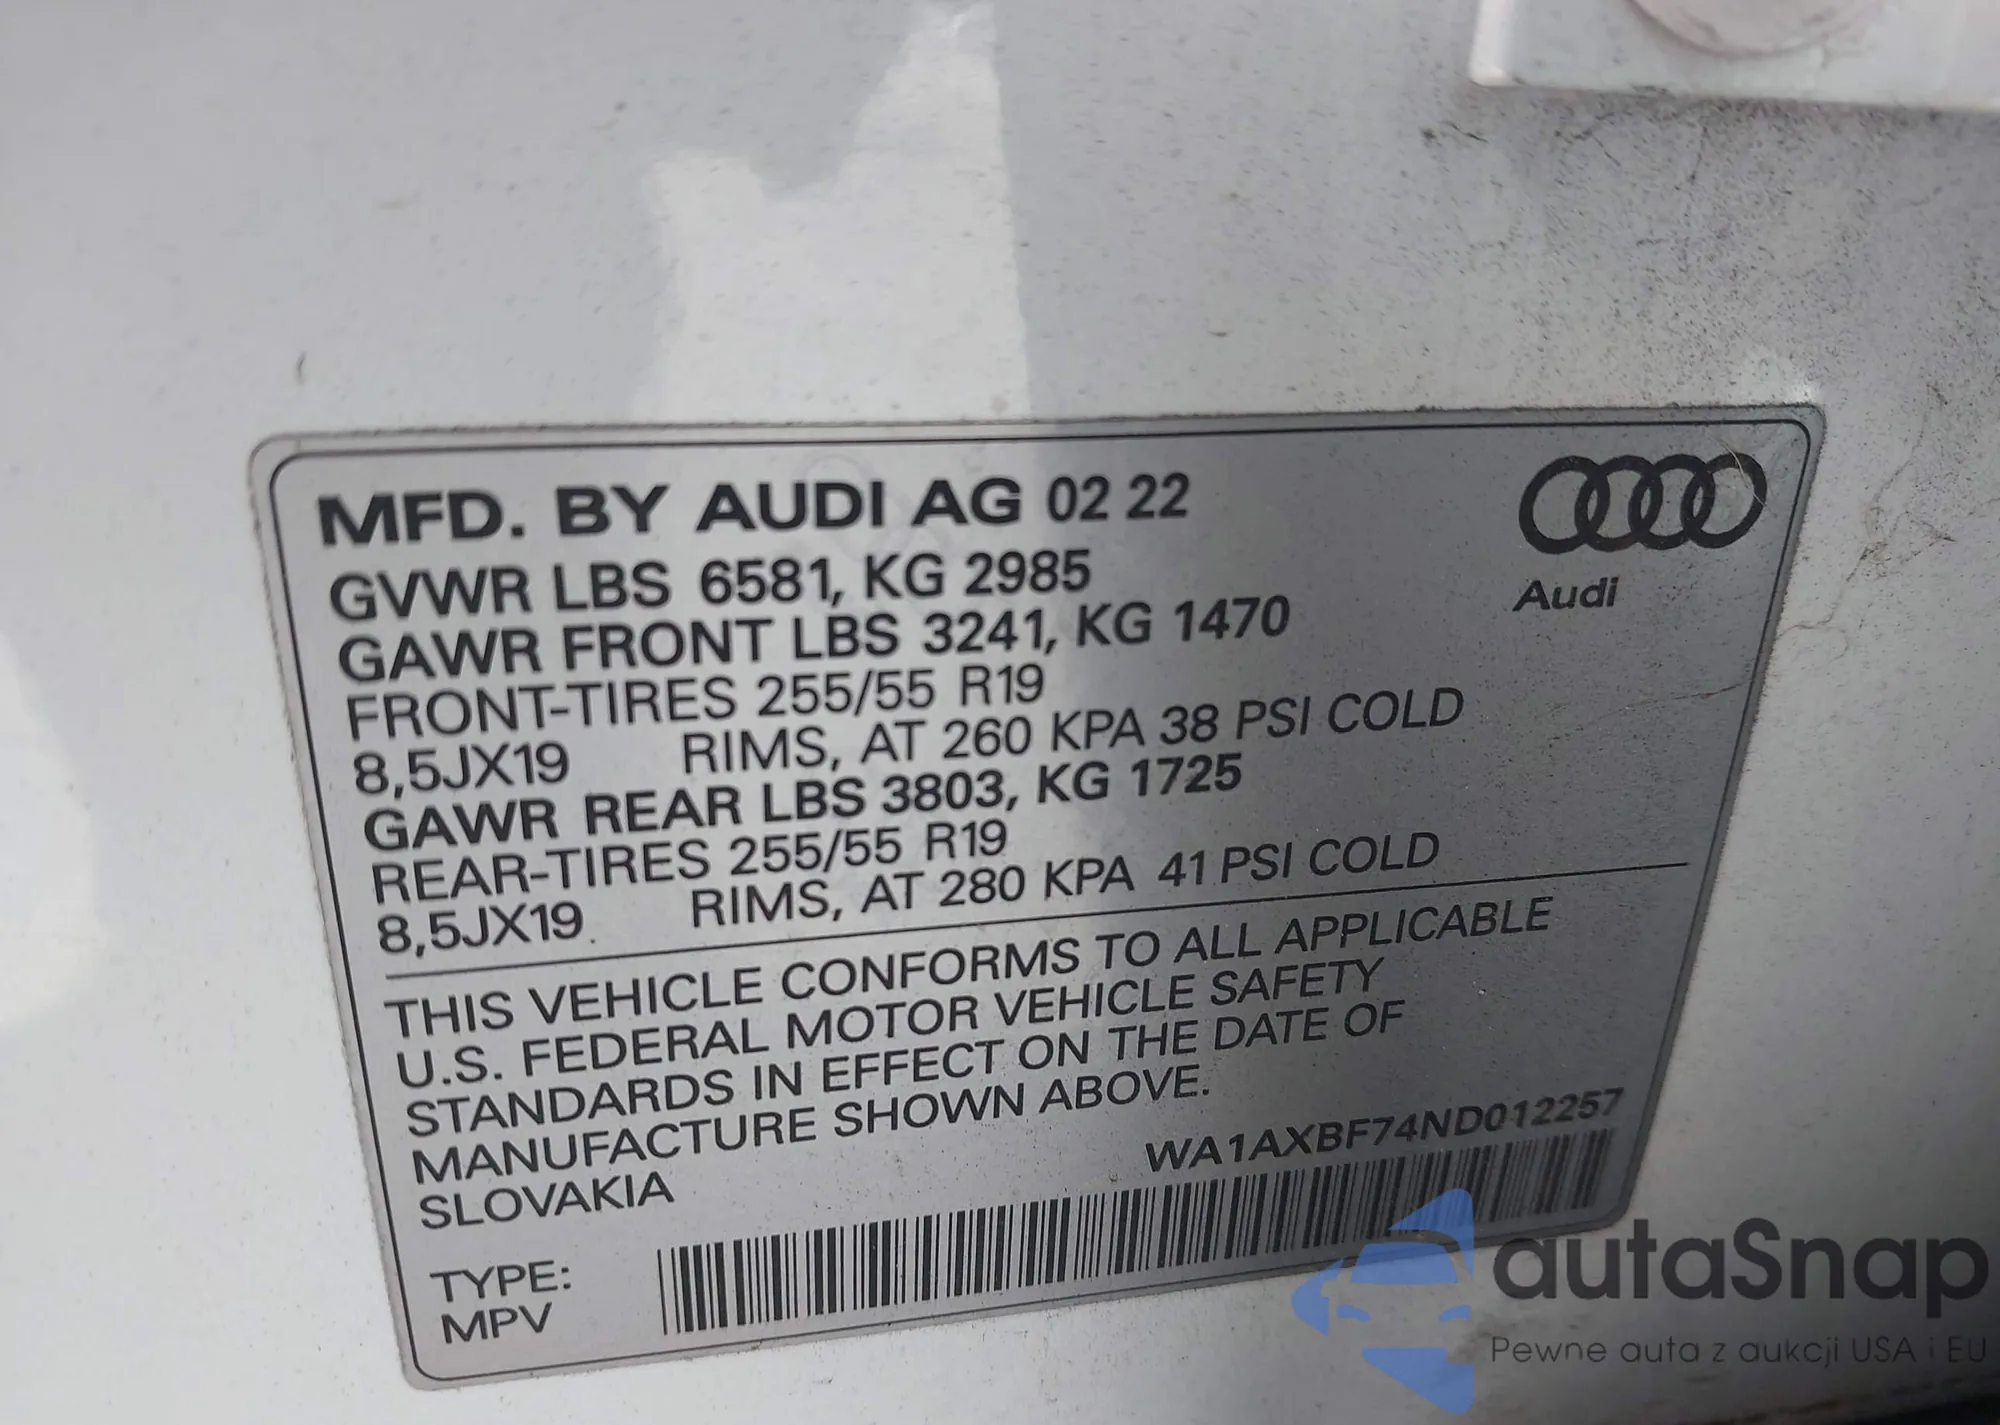 MFD. BY AUDI AG 02 22
GVWR LBS 6581, KG 2985
GAWR FRONT LBS 3241, KG 1470
FRONT-TIRES 255/55 R19
8,5JX19 RIMS, AT 260 KPA 38 PSI COLD
GAWR REAR LBS 3803, KG 1725
REAR-TIRES 255/55 R19
8,5JX19 RIMS, AT 280 KPA 41 PSI COLD
Audi
THIS VEHICLE CONFORMS TO ALL APPLICABLE
U.S. FEDERAL MOTOR VEHICLE SAFETY
STANDARDS IN EFFECT ON THE DATE OF
MANUFACTURE SHOWN ABOVE.
SLOVAKIA
WA1AXBF74ND012257
TYPE:
MPV
autaSnap
Pewne auta z aukcji USA i EU